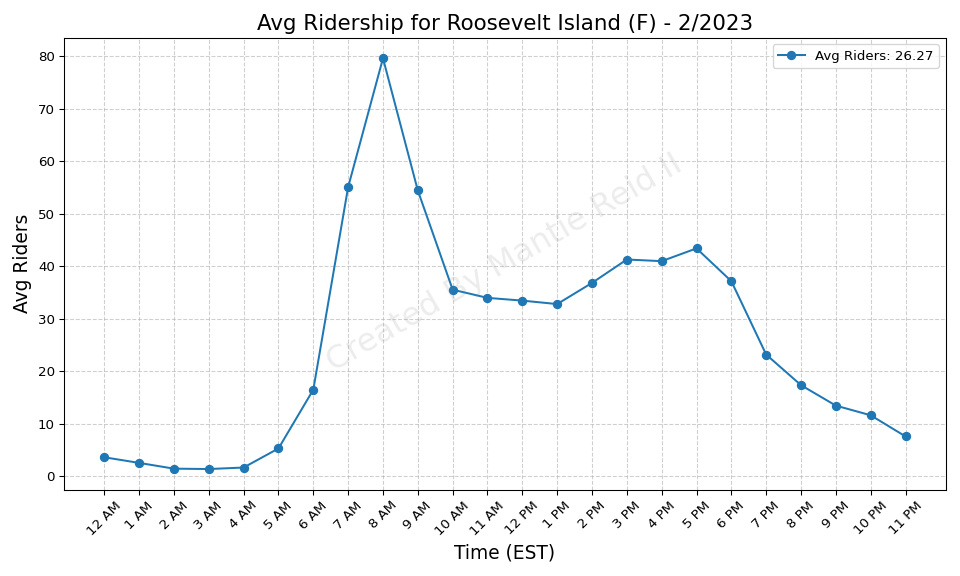 Avg Ridership for Roosevelt Island (F) - 2/2023
Avg Riders: 26.27
80
70
60
50
40
30
20
10
0
Avg Riders
Created By Mantie Reid II
12 AM
1 AM
2 AM
3 AM
4 AM
5 AM
6 AM
7 AM
8 AM
9 AM
10 AM
11 AM
12 PM
1 PM
2 PM
3 PM
4 PM
5 PM
6 PM
7 PM
8 PM
9 PM
10 PM
11 PM
Time (EST)